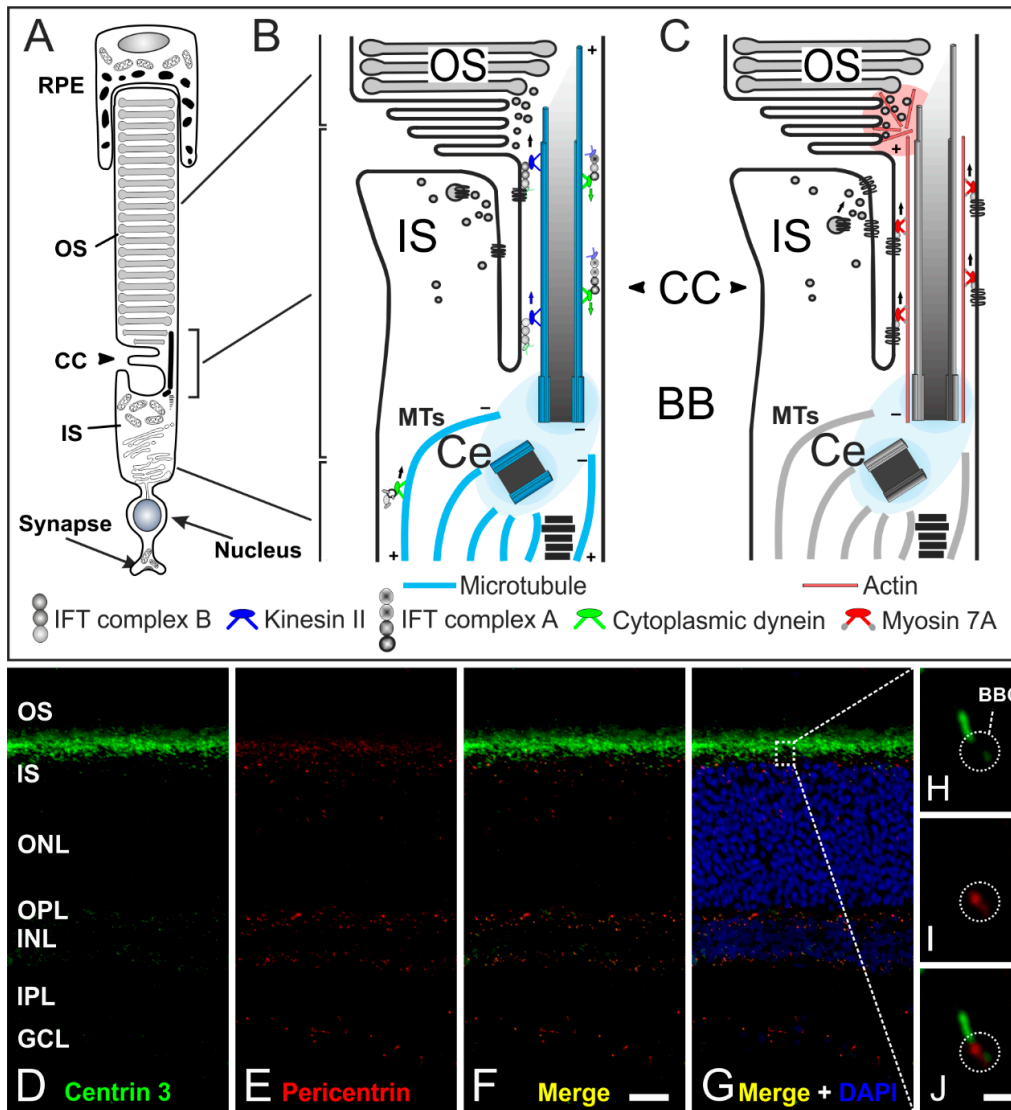 A
B
C
RPE
OS
CC
IS
Synapse
Nucleus
OS
+
IS
MTs
–
–
–
Ce
+
+
CC
BB
OS
+
IS
MTs
–
Ce
Microtubule
Actin
IFT complex B
Kinesin II
IFT complex A
Cytoplasmic dynein
Myosin 7A
OS
IS
ONL
OPL
INL
IPL
GCL
D Centrin 3
E Pericentrin
F Merge
G Merge + DAPI
H
I
J